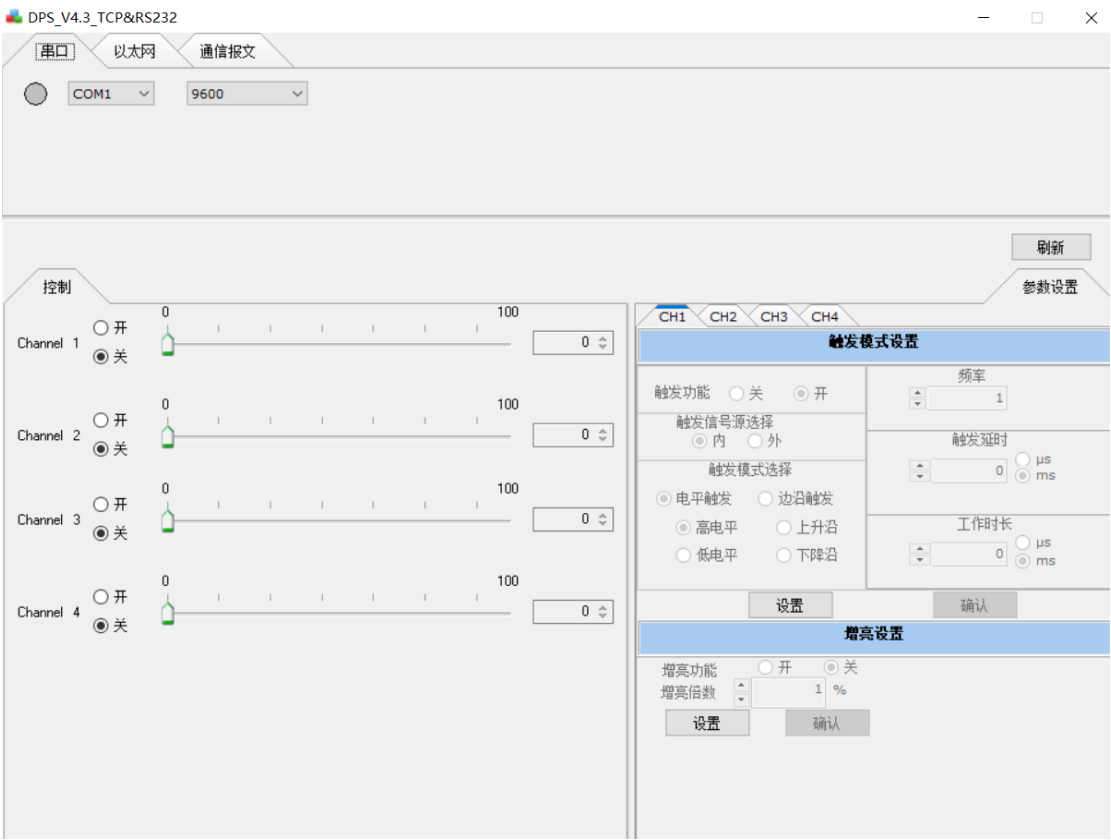 DPS_V4.3_TCP&RS232
串口 以太网 通信报文
COM1 9600
刷新
控制 参数设置
0 100
Channel 1 开 0
关
0 100
Channel 2 开 0
关
0 100
Channel 3 开 0
关
0 100
Channel 4 开 0
关
CH1 CH2 CH3 CH4
触发模式设置
触发功能 关 开
触发信号源选择
内 外
触发模式选择
电平触发 边沿触发
高电平 上升沿
低电平 下降沿
频率
1
触发延时
0 μs
ms
工作时长
0 μs
ms
设置 确认
增亮设置
增亮功能 开 关
增亮倍数 1 %
设置 确认